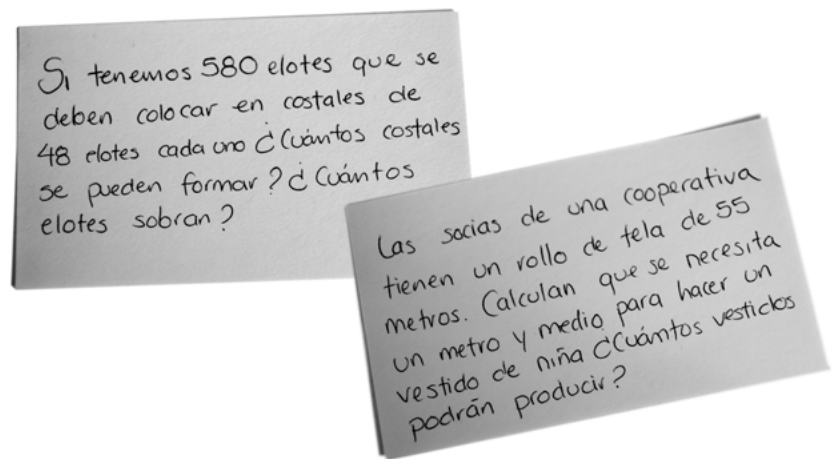 Si tenemos 580 elotes que se
deben colocar en costales de
48 elotes cada uno ¿Cuántos costales
se pueden formar? ¿Cuántos
elotes sobran?
Las socias de una cooperativa
tienen un rollo de tela de 55
metros. Calculan que se necesita
un metro y medio para hacer un
vestido de niña ¿Cuántos vestidos
podrán producir?